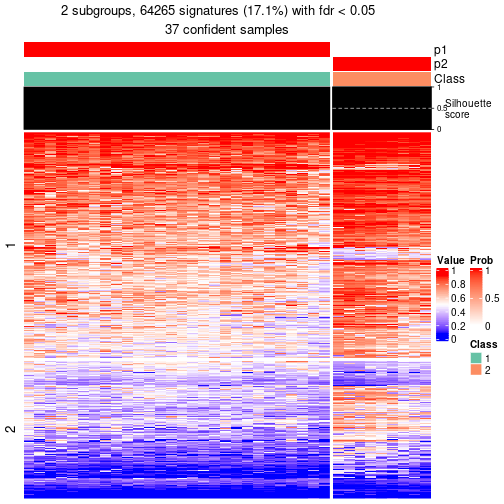 2 subgroups, 64265 signatures (17.1%) with fdr < 0.05
37 confident samples
p1
p2
Class
1
0.5
0
Silhouette
score
1
2
Value
1
0.8
0.6
0.4
0.2
0
Prob
1
0.5
0
Class
1
2